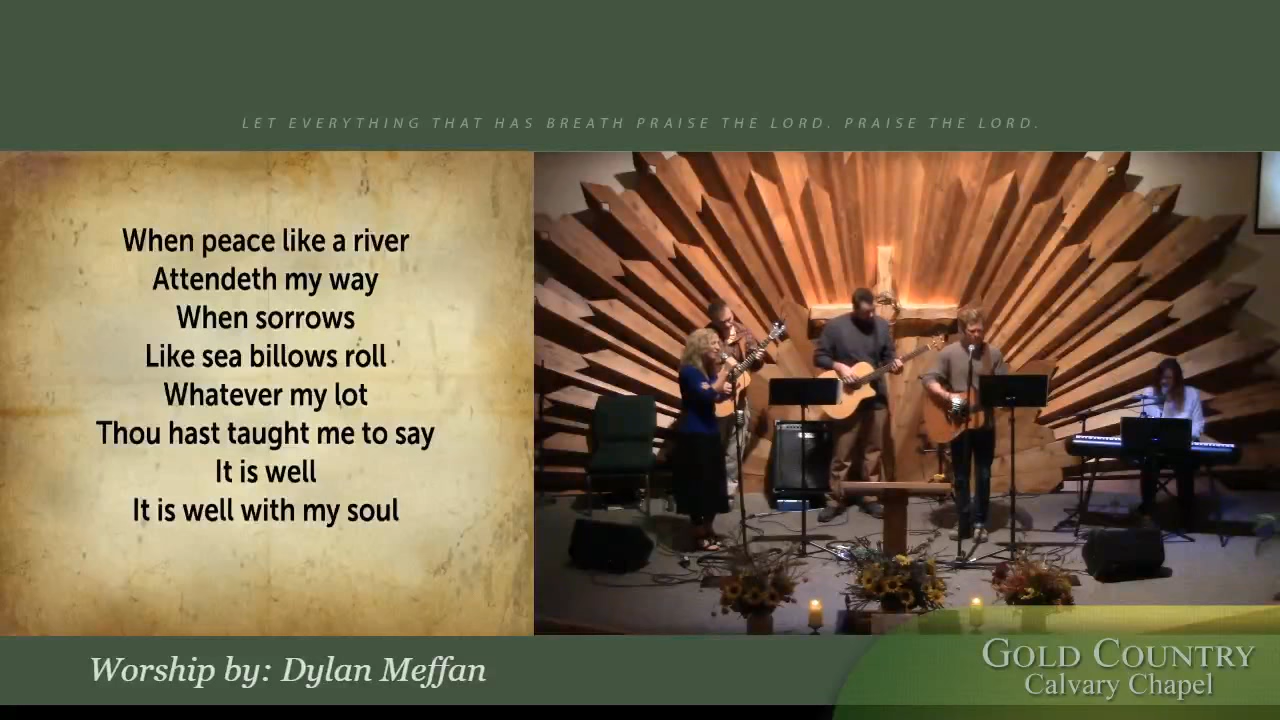 LET EVERYTHING THAT HAS BREATH PRAISE THE LORD. PRAISE THE LORD.
When peace like a river
Attendeth my way
When sorrows
Like sea billows roll
Whatever my lot
Thou hast taught me to say
It is well
It is well with my soul
Worship by: Dylan Meffan
GOLD COUNTRY
Calvary Chapel